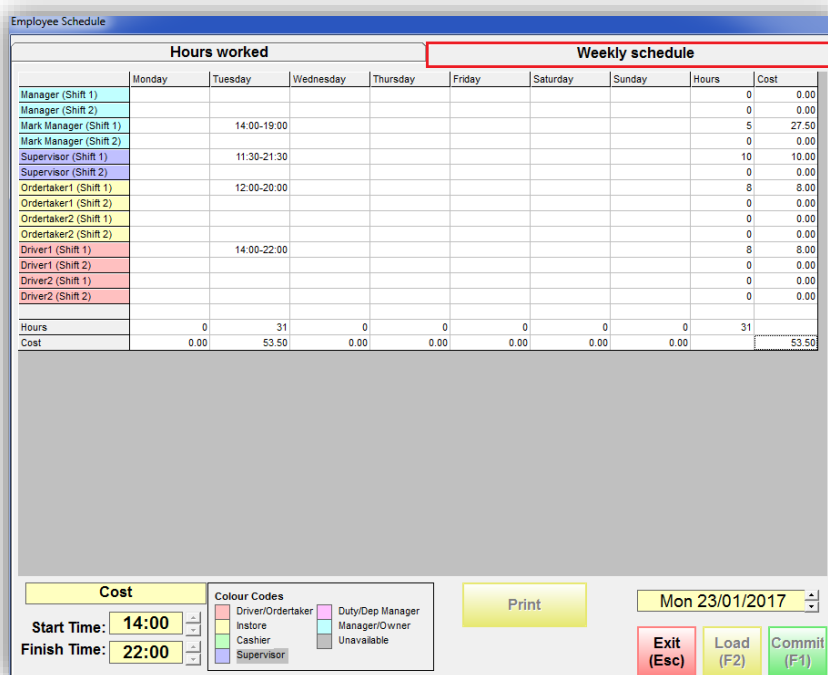 Employee Schedule
Hours worked Weekly schedule
Monday Tuesday Wednesday Thursday Friday Saturday Sunday Hours Cost
Manager (Shift 1) 0 0.00
Manager (Shift 2) 0 0.00
Mark Manager (Shift 1) 14:00-19:00 5 27.50
Mark Manager (Shift 2) 0 0.00
Supervisor (Shift 1) 11:30-21:30 10 10.00
Supervisor (Shift 2) 0 0.00
Ordertaker1 (Shift 1) 12:00-20:00 8 8.00
Ordertaker1 (Shift 2) 0 0.00
Ordertaker2 (Shift 1) 0 0.00
Ordertaker2 (Shift 2) 0 0.00
Driver1 (Shift 1) 14:00-22:00 8 8.00
Driver1 (Shift 2) 0 0.00
Driver2 (Shift 1) 0 0.00
Driver2 (Shift 2) 0 0.00
Hours 0 31 0 0 0 0 0 31
Cost 0.00 53.50 0.00 0.00 0.00 0.00 0.00 53.50
Cost
Start Time: 14:00
Finish Time: 22:00
Colour Codes
Driver/Ordertaker Duty/Dep Manager
Instore Manager/Owner
Cashier Unavailable
Supervisor
Print
Mon 23/01/2017
Exit (Esc)
Load (F2)
Commit (F1)